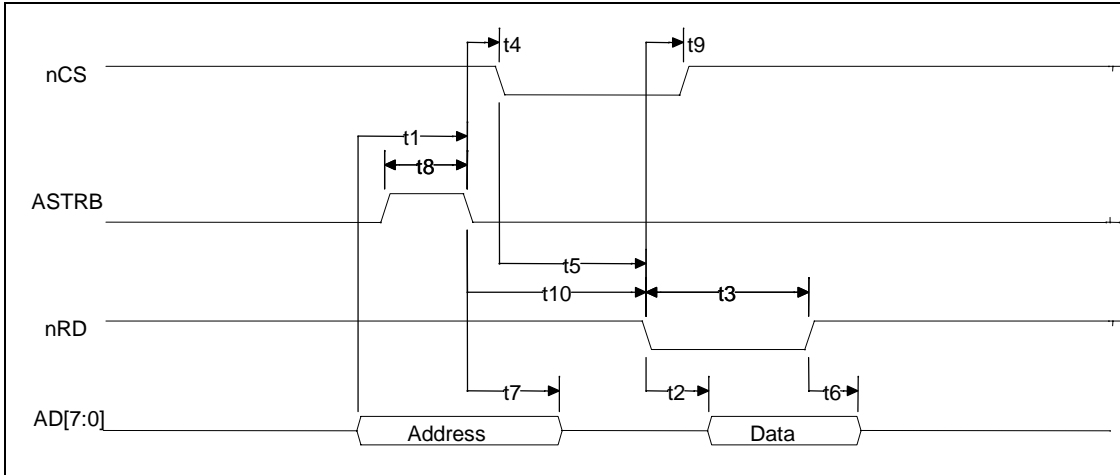 t4
t9
nCS
t1
t8
ASTRB
t5
t10
t3
nRD
t7
t2
t6
AD[7:0]
Address
Data